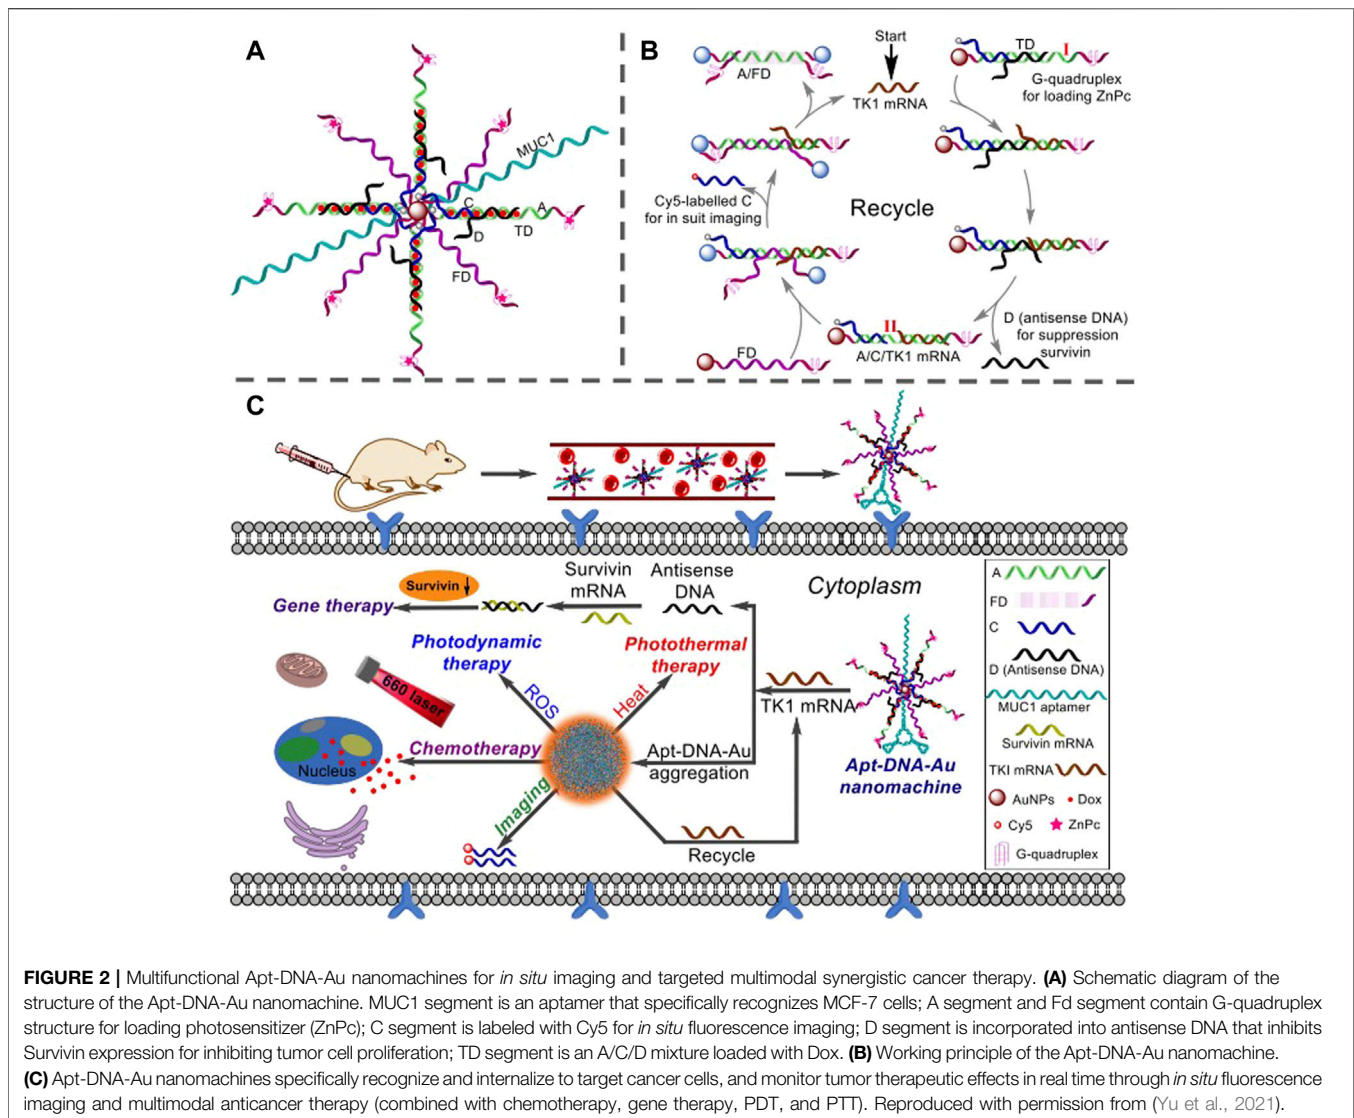 A
MUC1
C
A
D
TD
FD
B
Start
TK1 mRNA
A/FD
TD
I
G-quadruplex
for loading ZnPc
Cy5-labelled C
for in suit imaging
Recycle
D (antisense DNA)
for suppression
survivin
II
A/C/TK1 mRNA
FD
C
Cytoplasm
Survivin
Gene therapy
Survivin
mRNA
Antisense
DNA
Photodynamic
therapy
Photothermal
therapy
660 laser
ROS
Heat
TK1 mRNA
Chemotherapy
Nucleus
Imaging
Apt-DNA-Au
aggregation
Recycle
Apt-DNA-Au
nanomachine
A
FD
C
D (Antisense DNA)
MUC1 aptamer
Survivin mRNA
TKI mRNA
AuNPs
Dox
Cy5
ZnPc
G-quadruplex
FIGURE 2 | Multifunctional Apt-DNA-Au nanomachines for in situ imaging and targeted multimodal synergistic cancer therapy. (A) Schematic diagram of the
structure of the Apt-DNA-Au nanomachine. MUC1 segment is an aptamer that specifically recognizes MCF-7 cells; A segment and Fd segment contain G-quadruplex
structure for loading photosensitizer (ZnPc); C segment is labeled with Cy5 for in situ fluorescence imaging; D segment is incorporated into antisense DNA that inhibits
Survivin expression for inhibiting tumor cell proliferation; TD segment is an A/C/D mixture loaded with Dox. (B) Working principle of the Apt-DNA-Au nanomachine.
(C) Apt-DNA-Au nanomachines specifically recognize and internalize to target cancer cells, and monitor tumor therapeutic effects in real time through in situ fluorescence
imaging and multimodal anticancer therapy (combined with chemotherapy, gene therapy, PDT, and PTT). Reproduced with permission from (Yu et al., 2021).